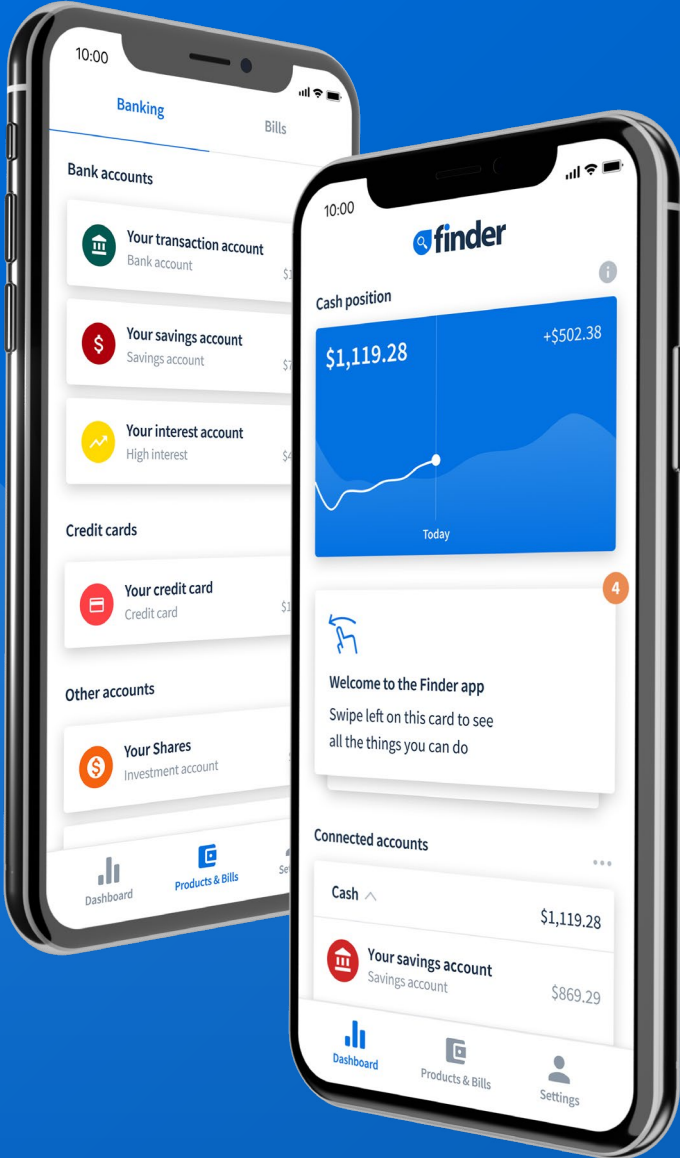 10:00
Banking
Bills
Bank accounts
Your transaction account
Bank account
Your savings account
Savings account
Your interest account
High interest
Credit cards
Your credit card
Credit card
Other accounts
Your Shares
Investment account
Dashboard
Products & Bills
10:00
finder
Cash position
$1,119.28
+$502.38
Today
4
Welcome to the Finder app
Swipe left on this card to see
all the things you can do
Connected accounts
Cash
$1,119.28
Your savings account
Savings account
$869.29
Dashboard
Products & Bills
Settings